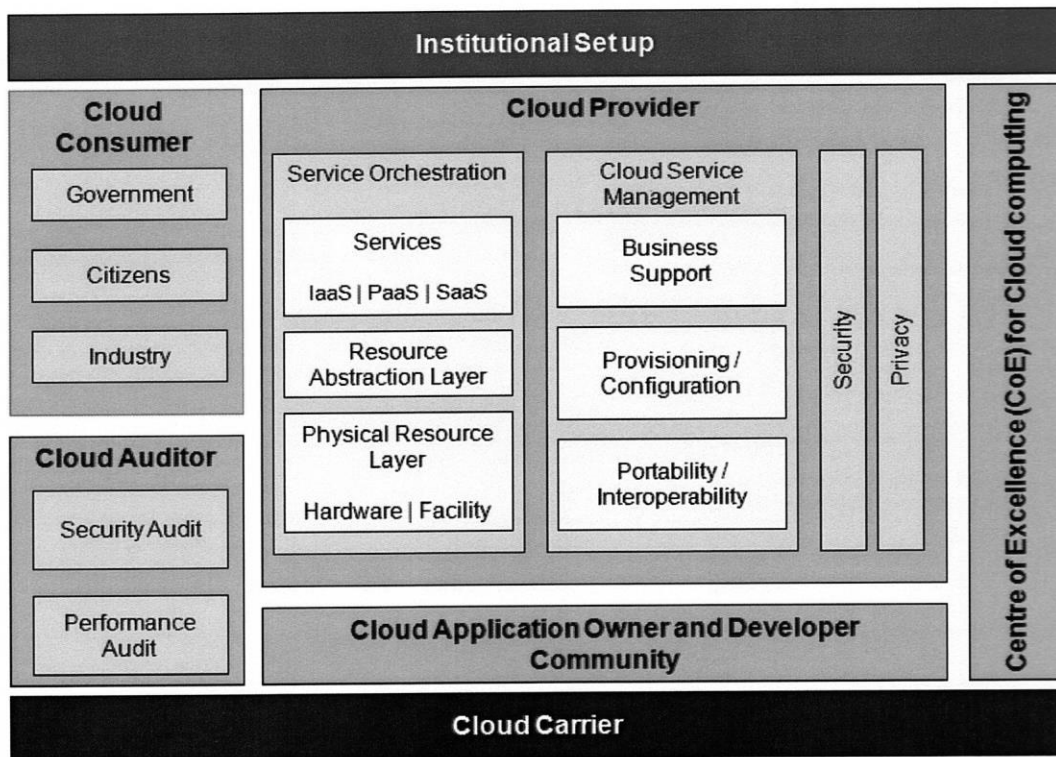 Institutional Set up
Cloud
Consumer
Government
Citizens
Industry
Cloud Auditor
Security Audit
Performance
Audit
Cloud Provider
Service Orchestration
Services
IaaS | PaaS | SaaS
Resource
Abstraction Layer
Physical Resource
Layer
Hardware | Facility
Cloud Service
Management
Business
Support
Provisioning /
Configuration
Portability /
Interoperability
Security
Privacy
Cloud Application Owner and Developer
Community
Centre of Excellence (CoE) for Cloud computing
Cloud Carrier